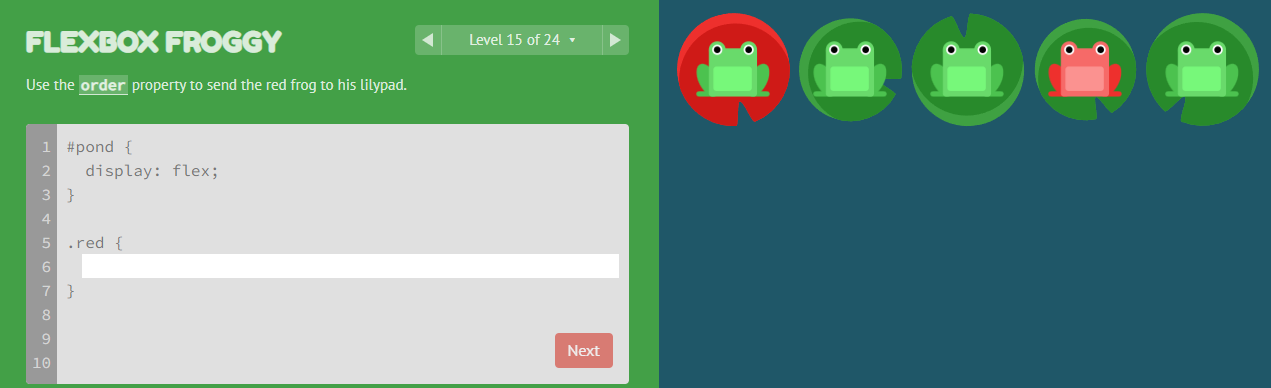 FLEXBOX FROGGY
Level 15 of 24
Use the order property to send the red frog to his lilypad.
1 #pond {
2   display: flex;
3 }
4
5 .red {
6
7 }
8
9
10
Next